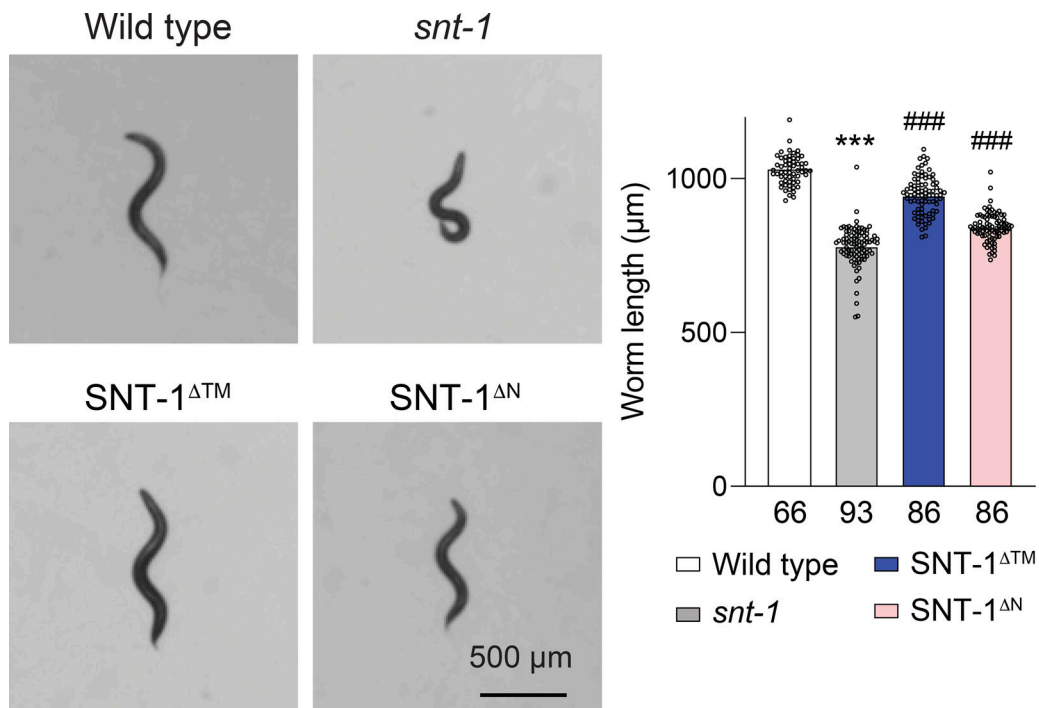 Wild type
snt-1
SNT-1ΔTM
SNT-1ΔN
500 µm
Worm length (µm)
1000
500
0
***
###
###
66 93 86 86
Wild type
SNT-1ΔTM
snt-1
SNT-1ΔN